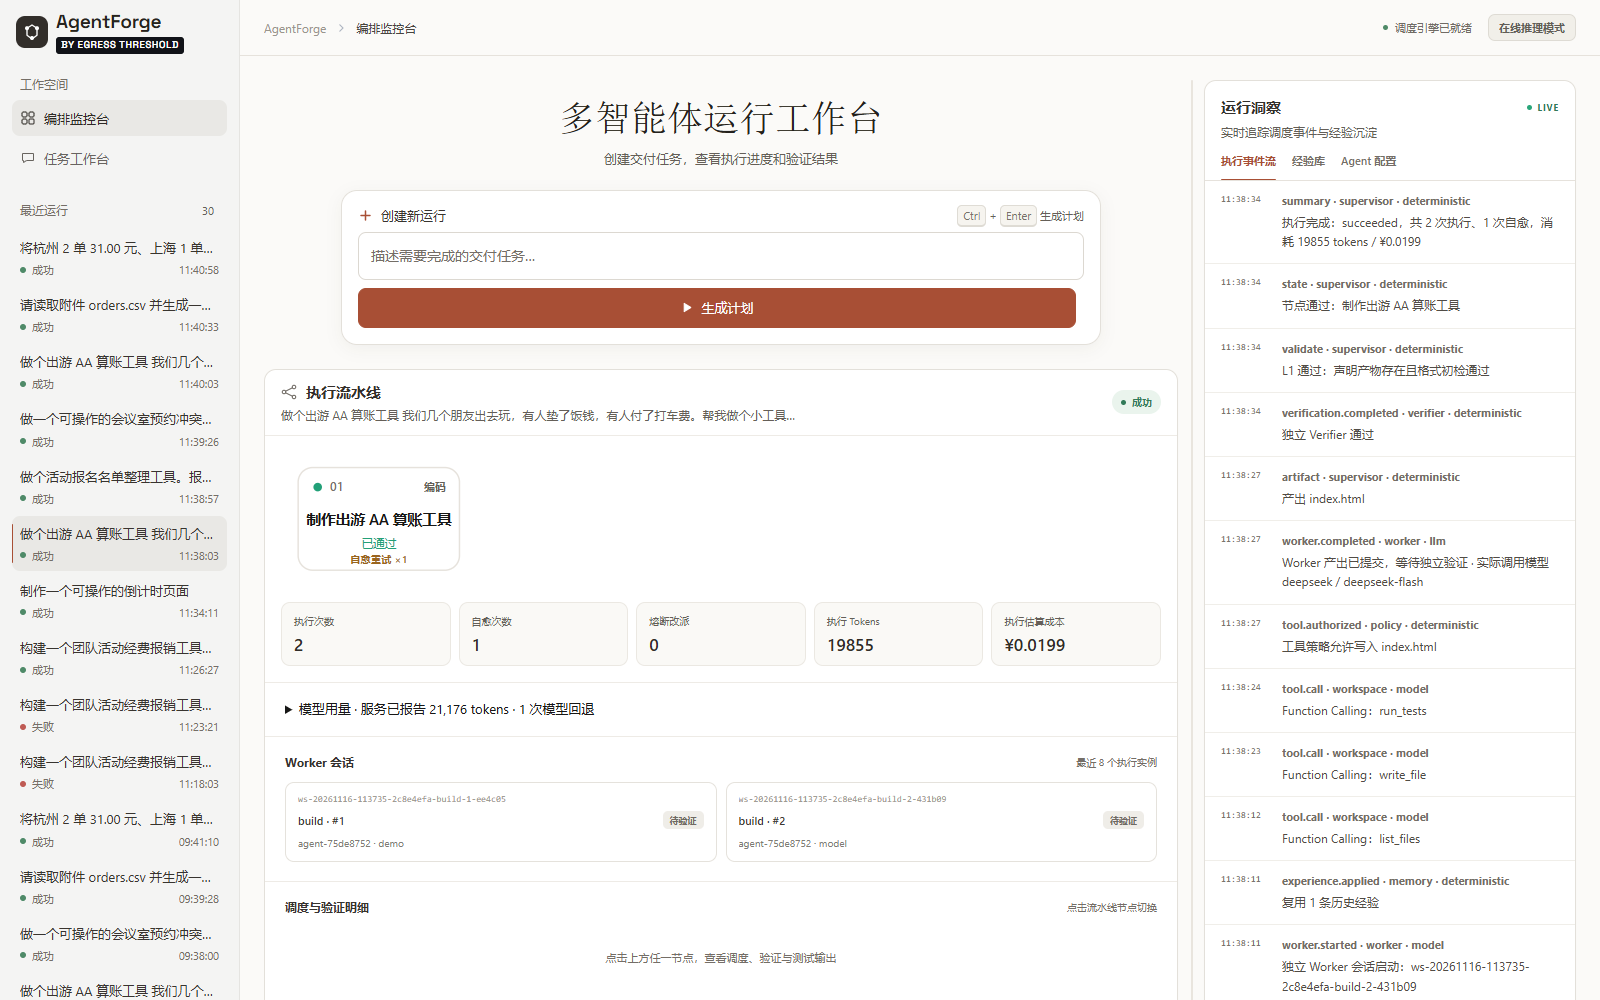 AgentForge
BY EGRESS THRESHOLD
工作空间
编排监控台
任务工作台
最近运行 30
将杭州 2 单 31.00 元、上海 1 单...
成功 11:40:58
请读取附件 orders.csv 并生成一...
成功 11:40:33
做个出游 AA 算账工具 我们几个...
成功 11:40:03
做一个可操作的会议室预约冲突...
成功 11:39:26
做个活动报名名单整理工具。报...
成功 11:38:57
做个出游 AA 算账工具 我们几个...
成功 11:38:03
制作一个可操作的倒计时页面
成功 11:34:11
构建一个团队活动经费报销工具...
成功 11:26:27
构建一个团队活动经费报销工具...
失败 11:23:21
构建一个团队活动经费报销工具...
失败 11:18:03
将杭州 2 单 31.00 元、上海 1 单...
成功 09:41:10
请读取附件 orders.csv 并生成一...
成功 09:39:28
做一个可操作的会议室预约冲突...
成功 09:38:00
做个出游 AA 算账工具 我们几个...
AgentForge > 编排监控台
调度引擎已就绪 在线推理模式
多智能体运行工作台
创建交付任务，查看执行进度和验证结果
创建新运行 Ctrl + Enter 生成计划
描述需要完成的交付任务...
生成计划
执行流水线
做个出游 AA 算账工具 我们几个朋友出去玩，有人垫了饭钱，有人付了打车费。帮我做个小工具...
成功
01 编码
制作出游 AA 算账工具
已通过
自愈重试 ×1
执行次数
2
自愈次数
1
熔断改派
0
执行 Tokens
19855
执行估算成本
¥0.0199
模型用量 · 服务已报告 21,176 tokens · 1 次模型回退
Worker 会话 最近 8 个执行实例
ws-20261116-113735-2c8e4efa-build-1-ee4c05
build · #1 待验证
agent-75de8752 · demo
ws-20261116-113735-2c8e4efa-build-2-431b09
build · #2 待验证
agent-75de8752 · model
调度与验证明细 点击流水线节点切换
点击上方任一节点，查看调度、验证与测试输出
运行洞察 LIVE
实时追踪调度事件与经验沉淀
执行事件流 经验库 Agent 配置
11:38:34 summary · supervisor · deterministic
执行完成：succeeded，共 2 次执行、1 次自愈，消
耗 19855 tokens / ¥0.0199
11:38:34 state · supervisor · deterministic
节点通过：制作出游 AA 算账工具
11:38:34 validate · supervisor · deterministic
L1 通过：声明产物存在且格式初检通过
11:38:34 verification.completed · verifier · deterministic
独立 Verifier 通过
11:38:27 artifact · supervisor · deterministic
产出 index.html
11:38:27 worker.completed · worker · llm
Worker 产出已提交，等待独立验证 · 实际调用模型
deepseek / deepseek-flash
11:38:27 tool.authorized · policy · deterministic
工具策略允许写入 index.html
11:38:24 tool.call · workspace · model
Function Calling：run_tests
11:38:23 tool.call · workspace · model
Function Calling：write_file
11:38:12 tool.call · workspace · model
Function Calling：list_files
11:38:11 experience.applied · memory · deterministic
复用 1 条历史经验
11:38:11 worker.started · worker · model
独立 Worker 会话启动：ws-20261116-113735-
2c8e4efa-build-2-431b09